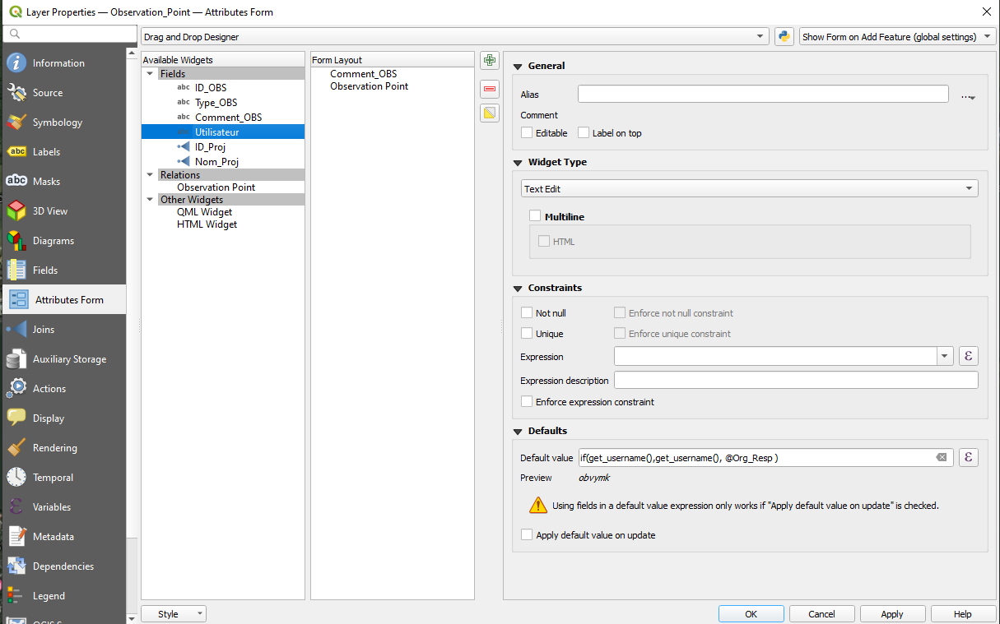 Layer Properties — Observation_Point — Attributes Form
Drag and Drop Designer
Show Form on Add Feature (global settings)
Information
Source
Symbology
abc Labels
abc Masks
3D View
Diagrams
Fields
Attributes Form
Joins
Auxiliary Storage
Actions
Display
Rendering
Temporal
Variables
Metadata
Dependencies
Legend
Available Widgets
Fields
abc ID_OBS
abc Type_OBS
abc Comment_OBS
Utilisateur
ID_Proj
Nom_Proj
Relations
Observation Point
Other Widgets
QML Widget
HTML Widget
Form Layout
Comment_OBS
Observation Point
General
Alias
...
Comment
Editable
Label on top
Widget Type
Text Edit
Multiline
HTML
Constraints
Not null
Enforce not null constraint
Unique
Enforce unique constraint
Expression
ε
Expression description
Enforce expression constraint
Defaults
Default value if(get_username(),get_username(), @Org_Resp )
ε
Preview obvymk
Using fields in a default value expression only works if "Apply default value on update" is checked.
Apply default value on update
Style
OK
Cancel
Apply
Help